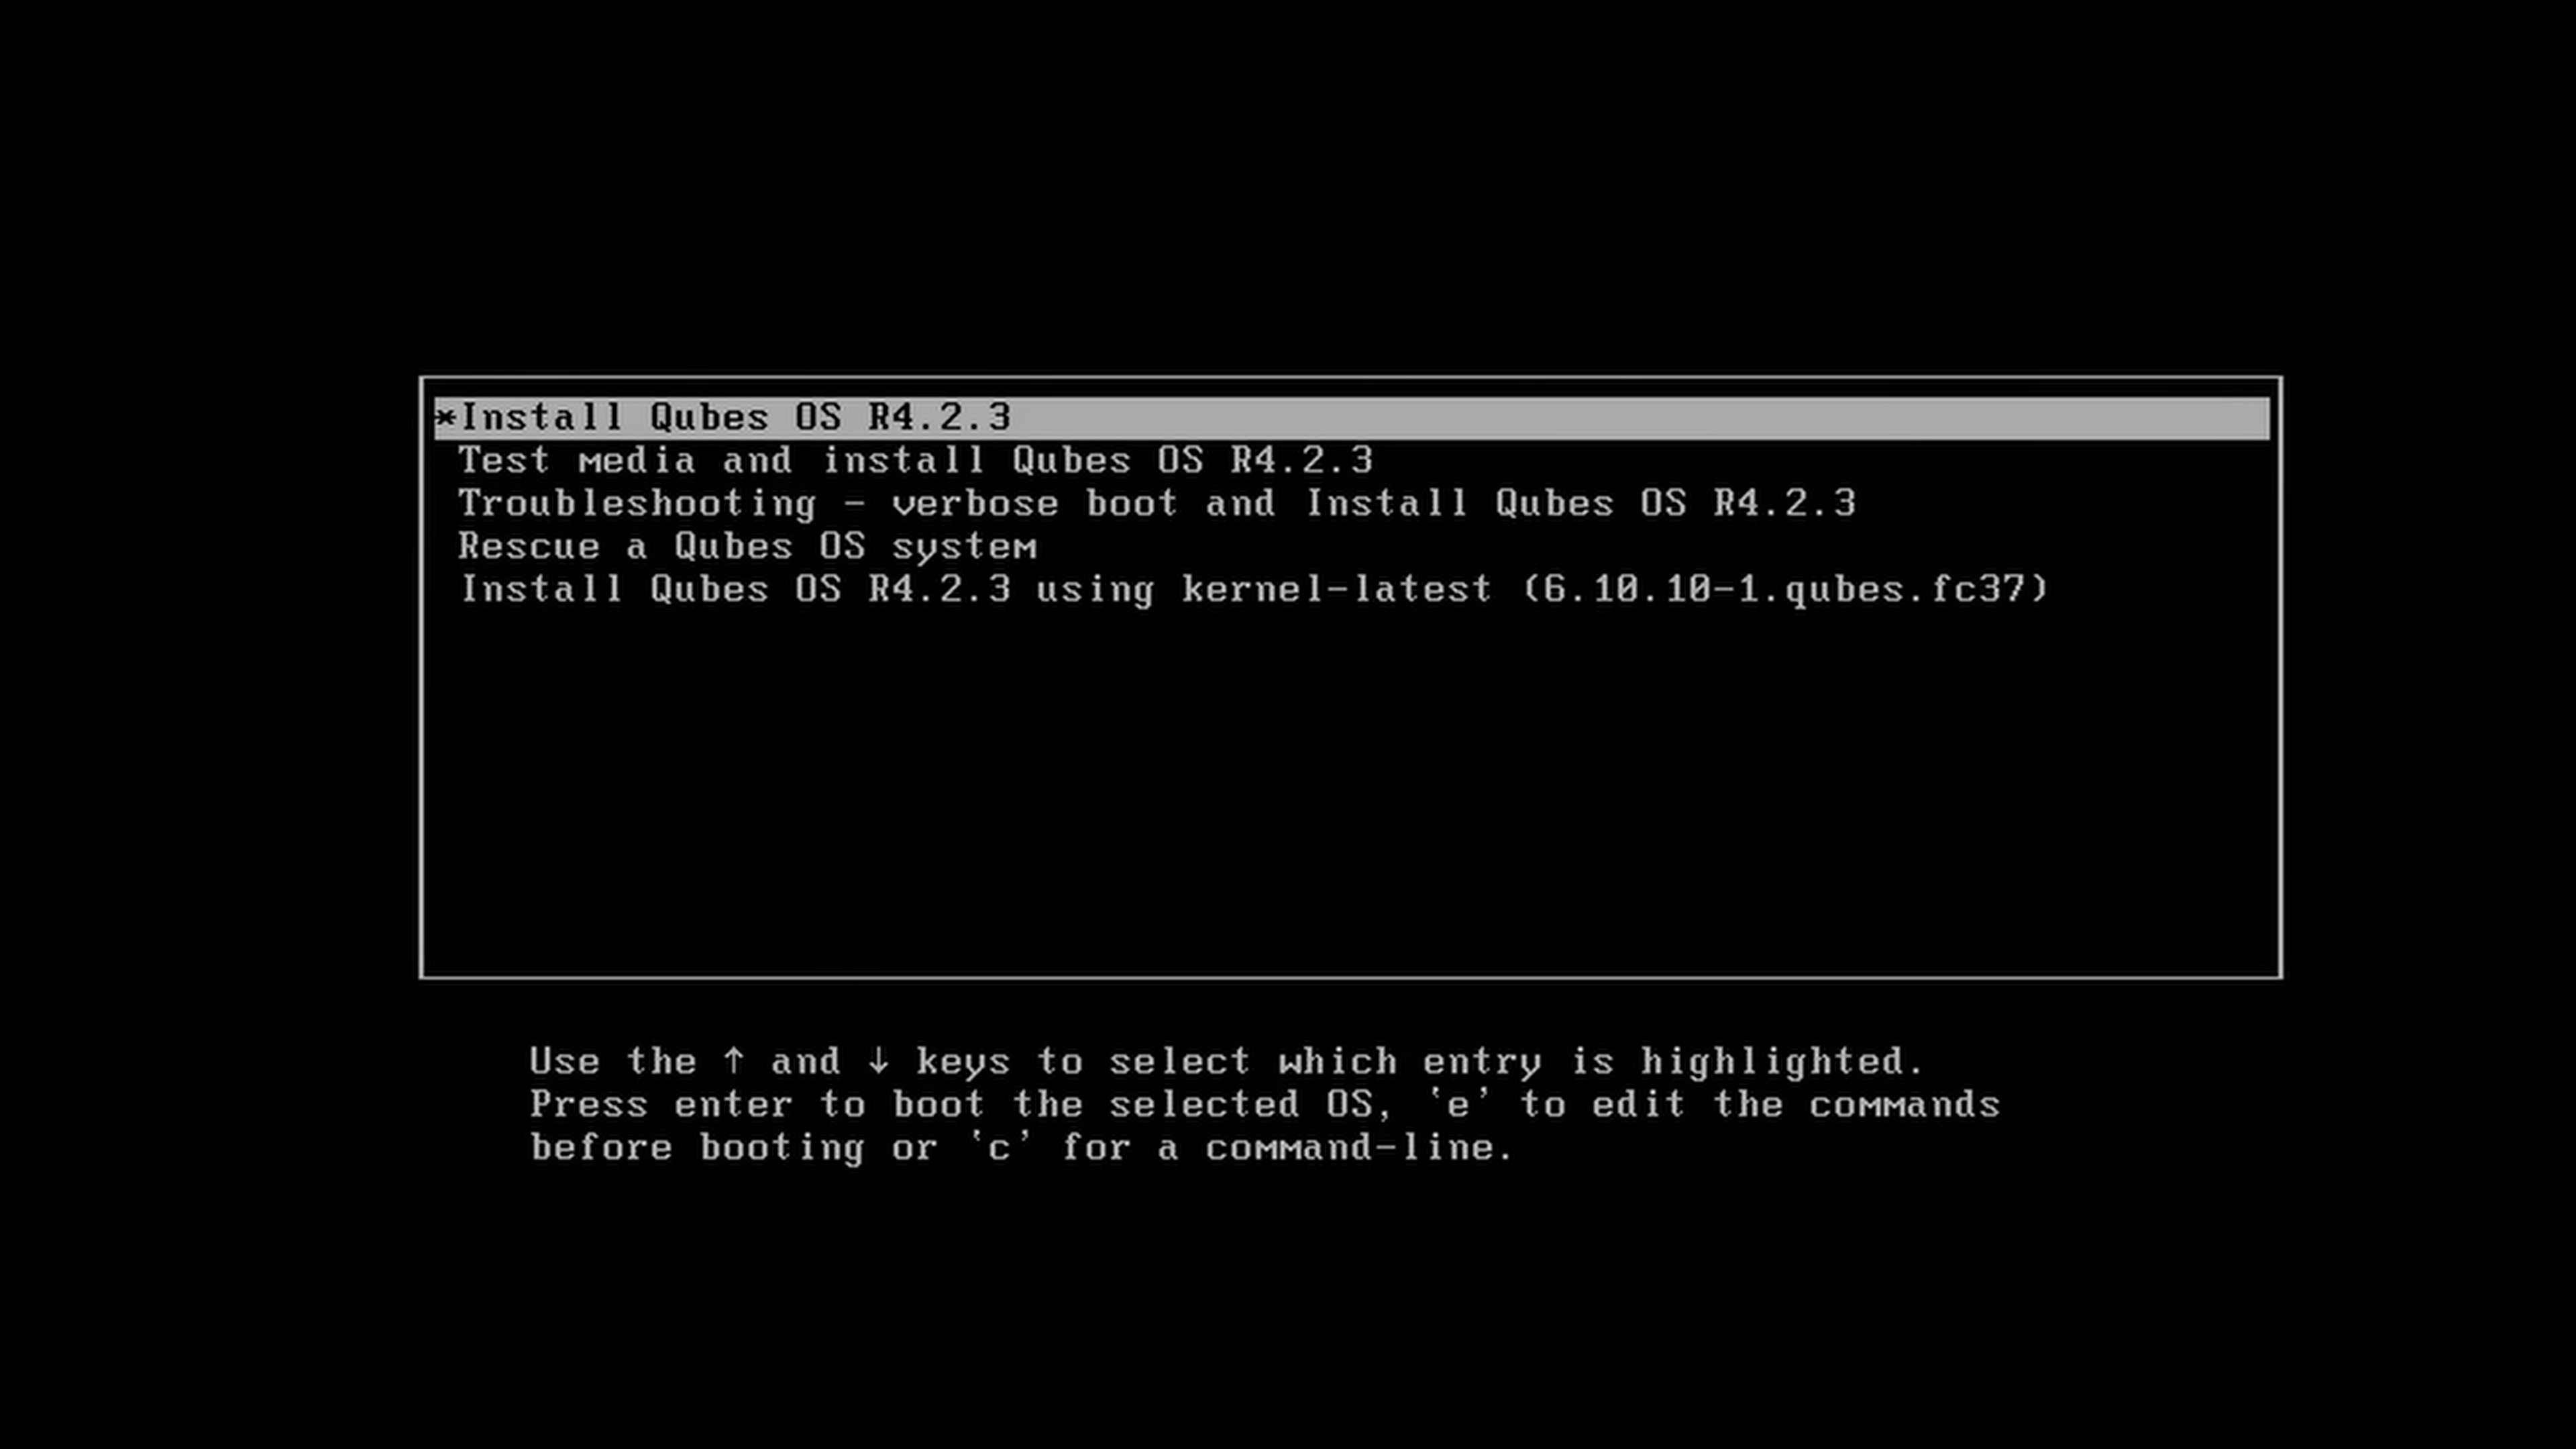 *Install Qubes OS R4.2.3
Test media and install Qubes OS R4.2.3
Troubleshooting - verbose boot and Install Qubes OS R4.2.3
Rescue a Qubes OS system
Install Qubes OS R4.2.3 using kernel-latest (6.10.10-1.qubes.fc37)
Use the ↑ and ↓ keys to select which entry is highlighted.
Press enter to boot the selected OS, `e' to edit the commands
before booting or `c' for a command-line.